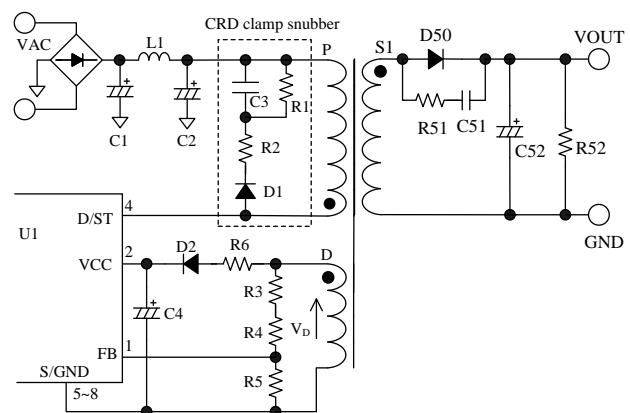 CRD clamp snubber
VAC
L1
P
S1
D50
VOUT
C3
R1
R51
C51
C1
C2
R2
C52
R52
D1
4
D/ST
U1
GND
2
VCC
D2
R6
D
R3
C4
R4
VD
1
FB
R5
S/GND
5~8